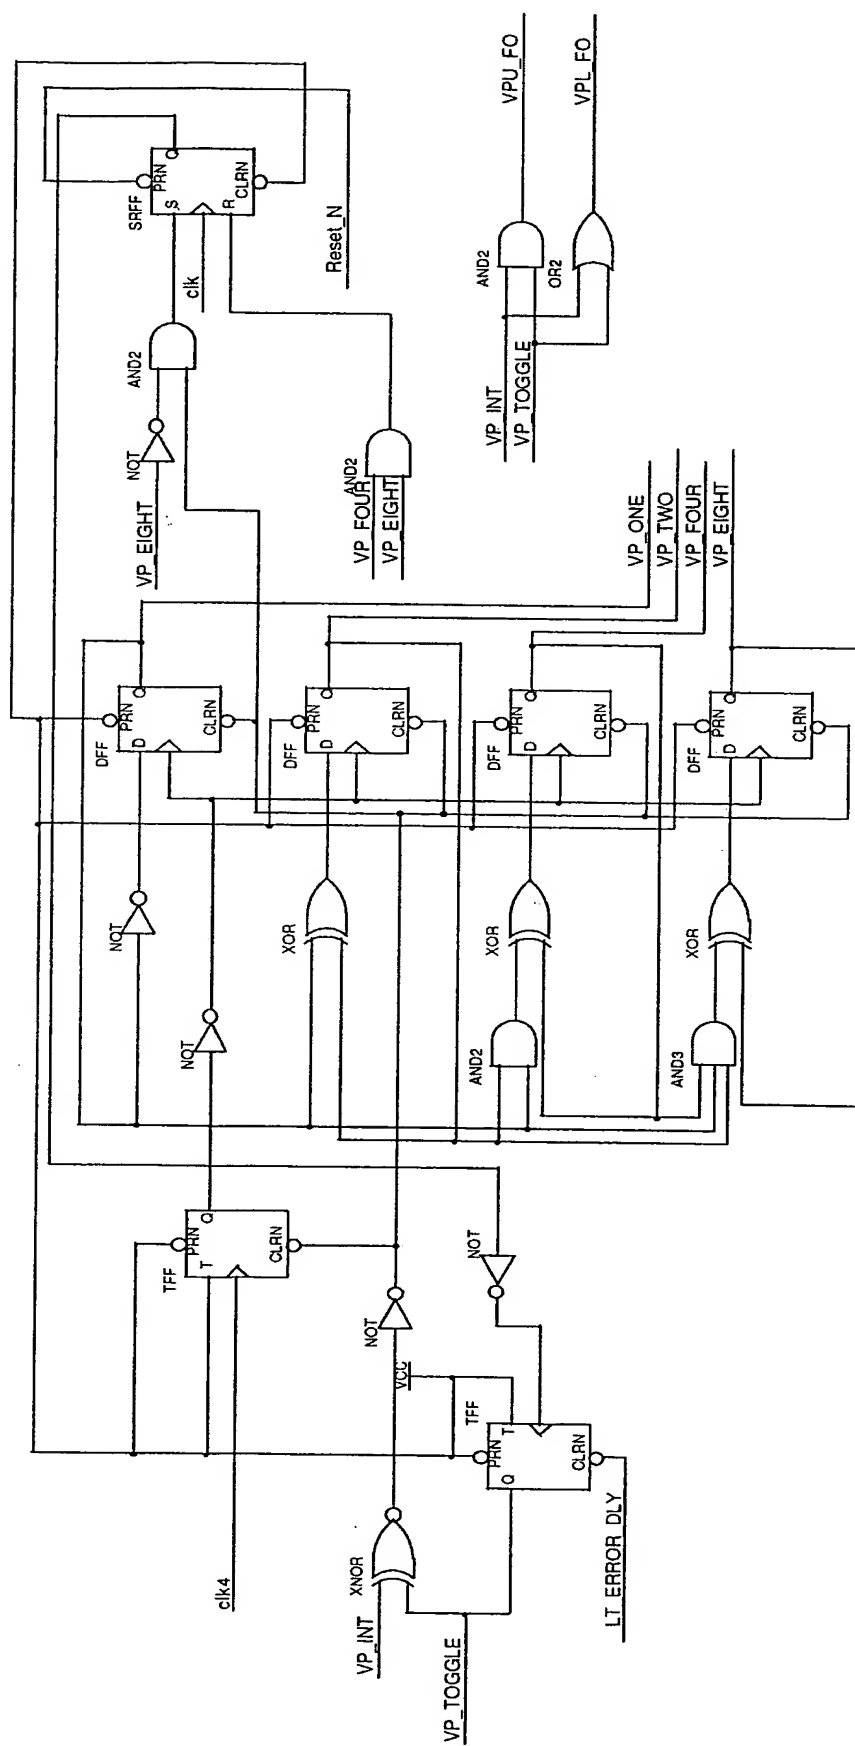 SRFF
PRN
S
Q
R
CLRN
clk
Reset_N
AND2
NOT
VP_EIGHT
AND2
VP_FOUR
VP_EIGHT
VPU_FO
VPL_FO
AND2
OR2
VP_INT
VP_TOGGLE
DFF
PRN
D
Q
CLRN
DFF
PRN
D
Q
CLRN
DFF
PRN
D
Q
CLRN
DFF
PRN
D
Q
CLRN
VP_ONE
VP_TWO
VP_FOUR
VP_EIGHT
NOT
NOT
XOR
XOR
XOR
AND2
AND3
TFF
PRN
T
Q
CLRN
NOT
NOT
VCC
TFF
PRN
T
Q
CLRN
clk4
XNOR
VP_INT
VP_TOGGLE
LT_ERROR_DLY